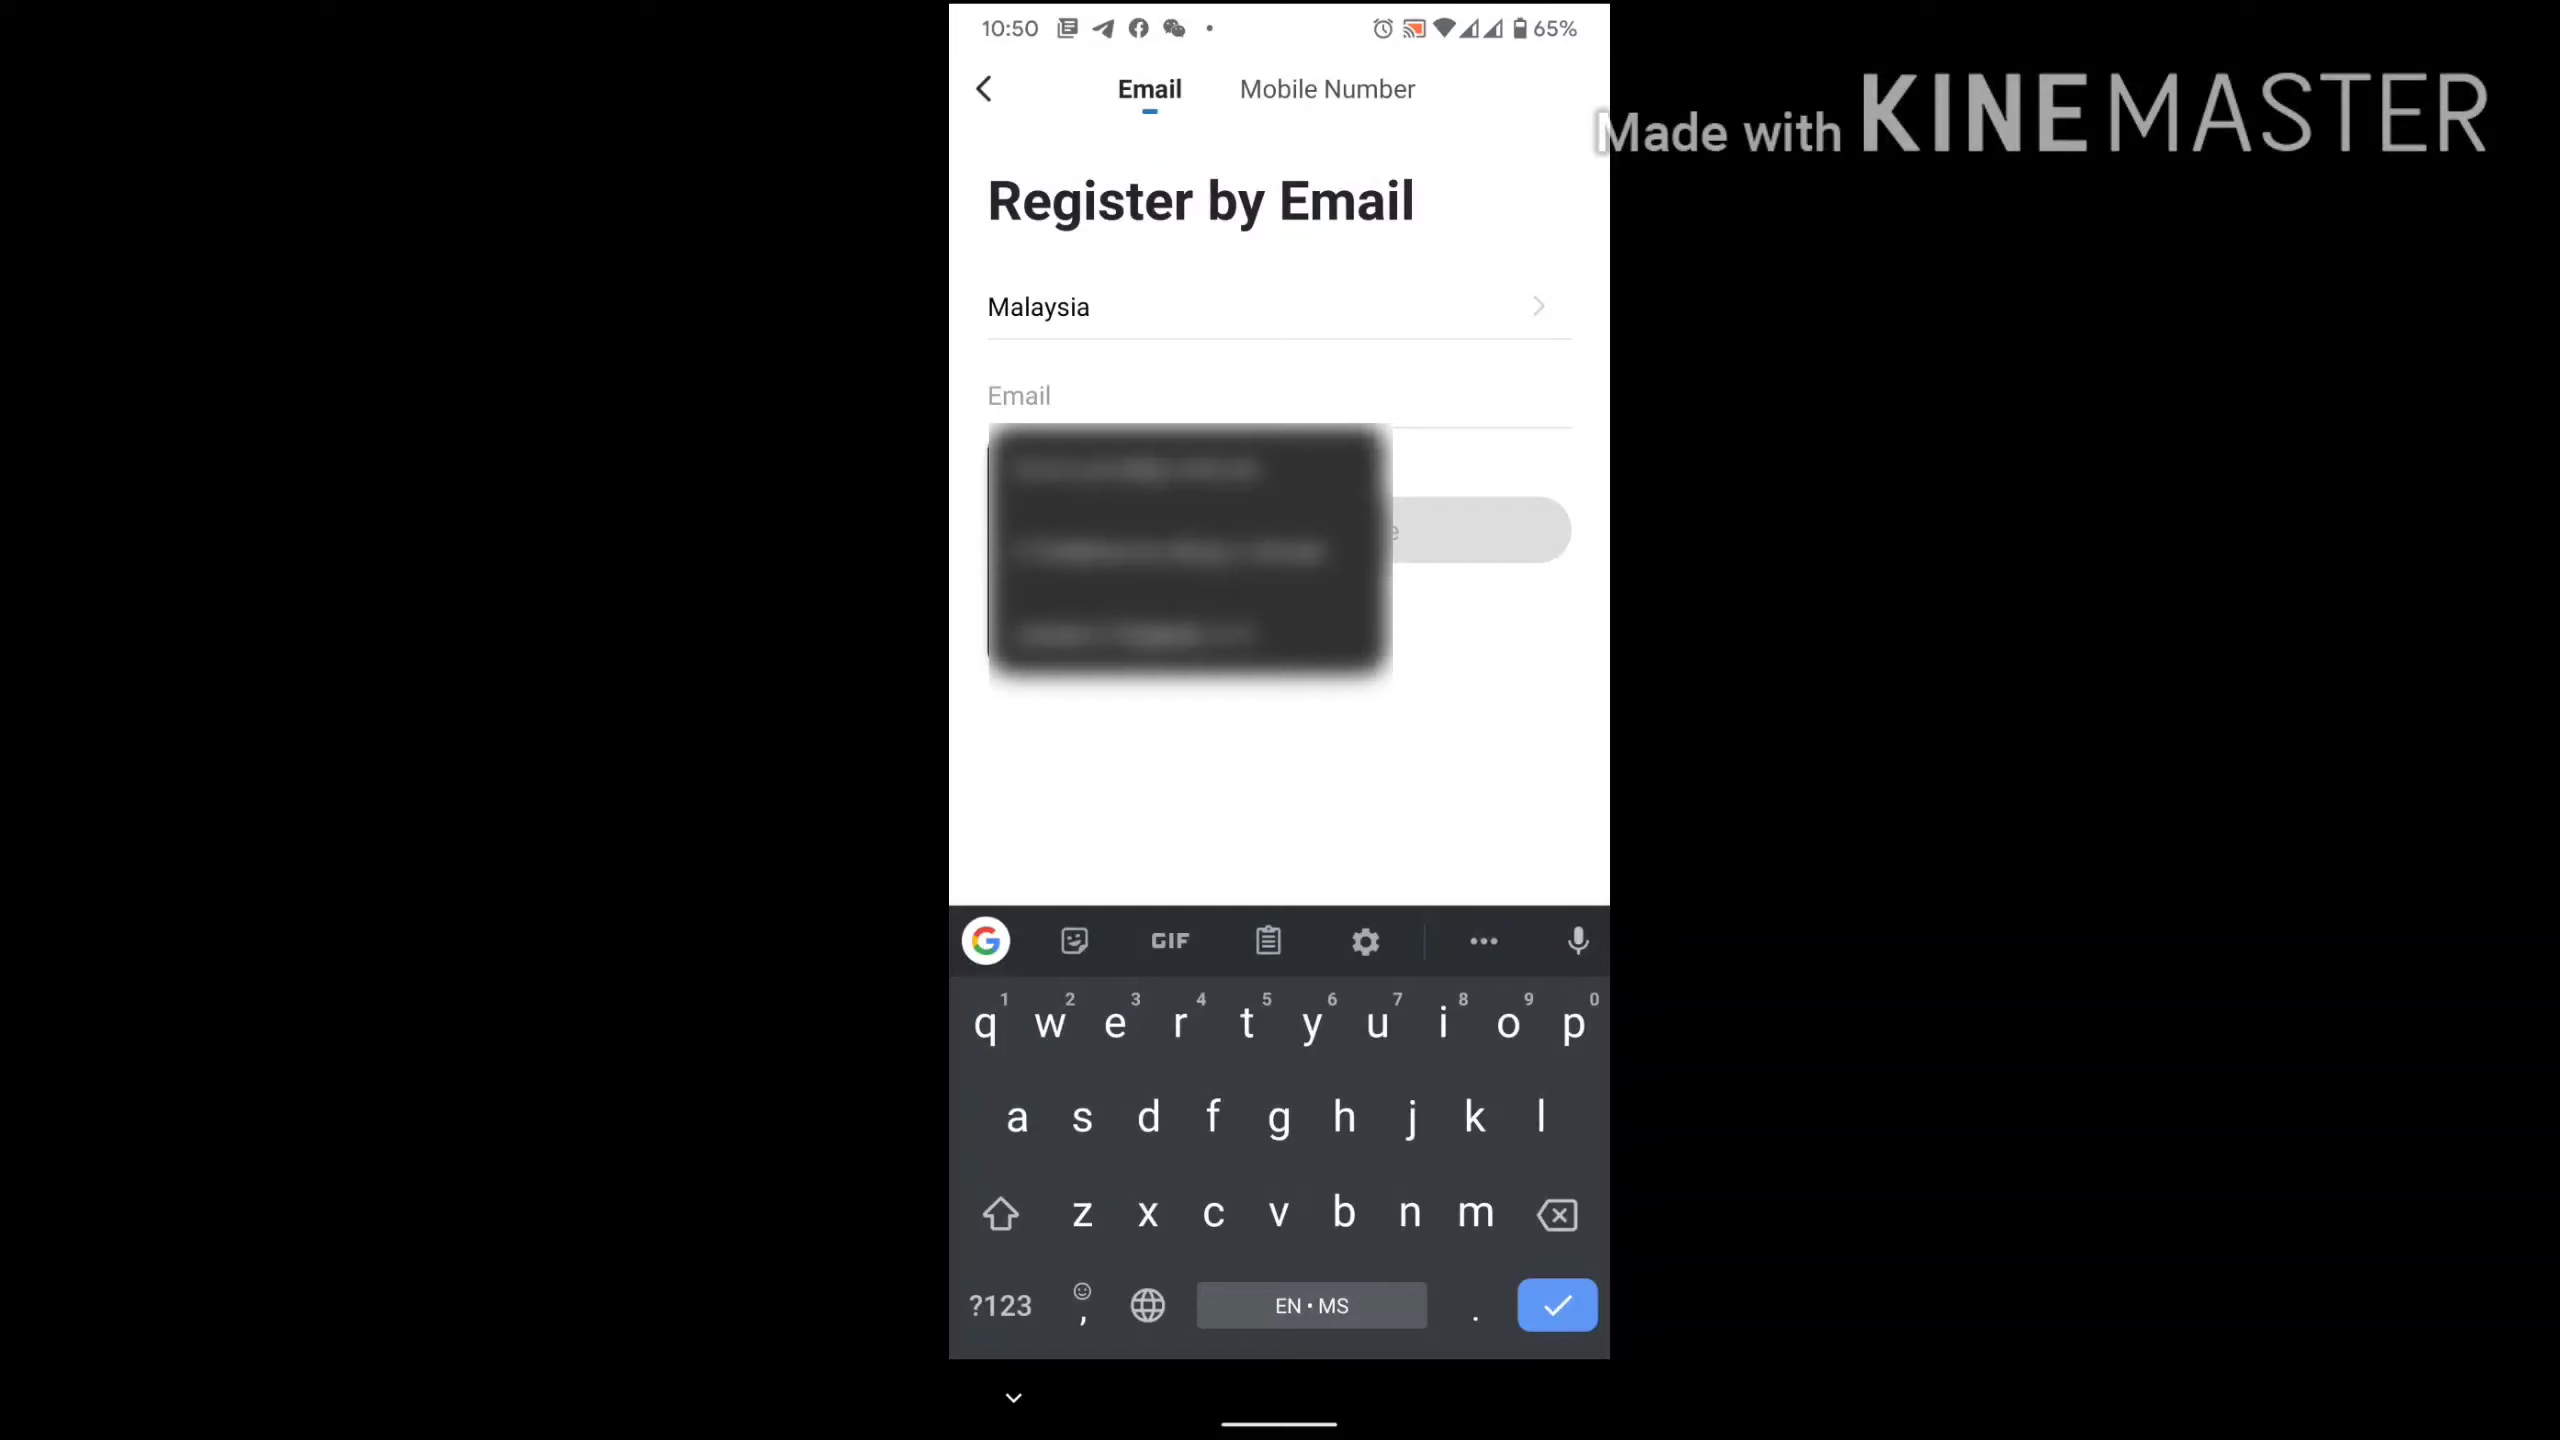 10:50 65%
Email Mobile Number
Made with KINEMASTER
Register by Email
Malaysia
Email
e
GIF
1 2 3 4 5 6 7 8 9 0
q w e r t y u i o p
a s d f g h j k l
z x c v b n m
?123 , EN • MS .